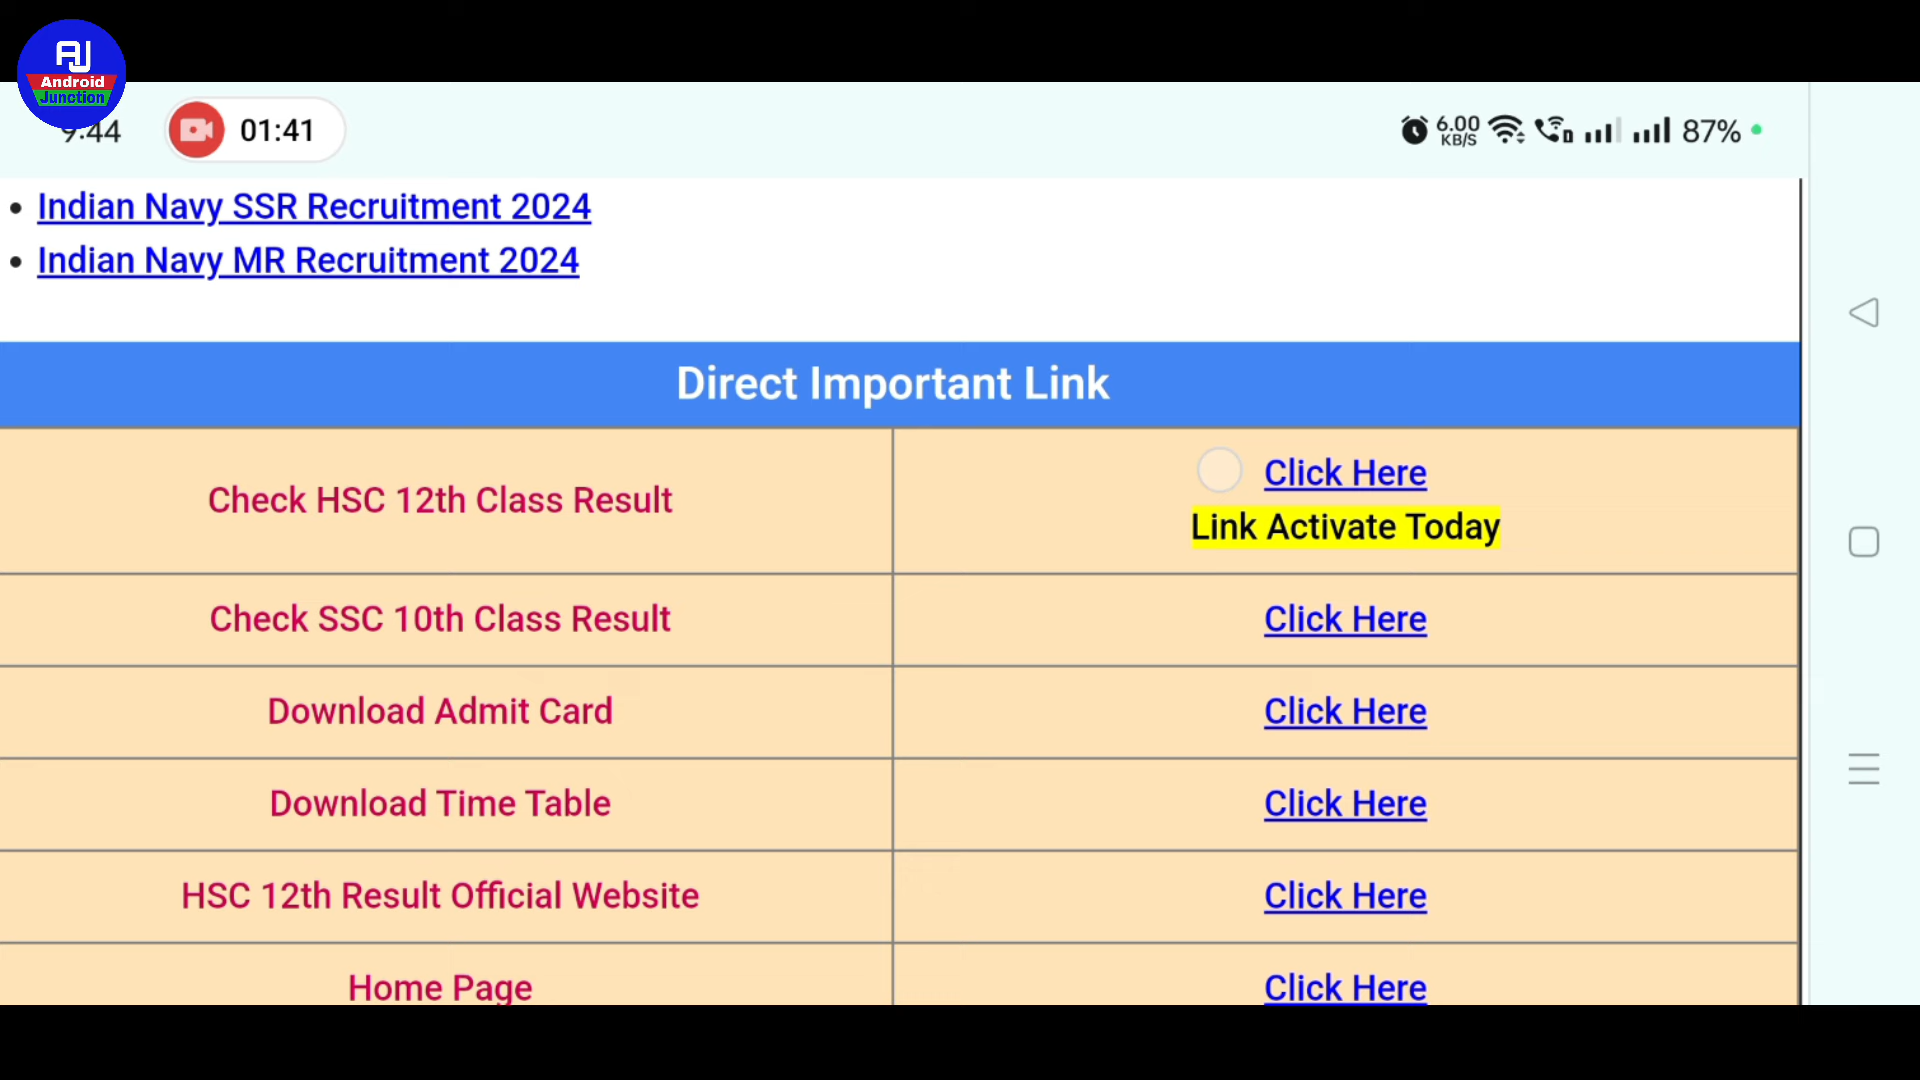 AJ
Android
Junction
9:44
01:41
6.00
KB/S
87%
Indian Navy SSR Recruitment 2024
Indian Navy MR Recruitment 2024
Direct Important Link
Check HSC 12th Class Result
Click Here
Link Activate Today
Check SSC 10th Class Result
Click Here
Download Admit Card
Click Here
Download Time Table
Click Here
HSC 12th Result Official Website
Click Here
Home Page
Click Here